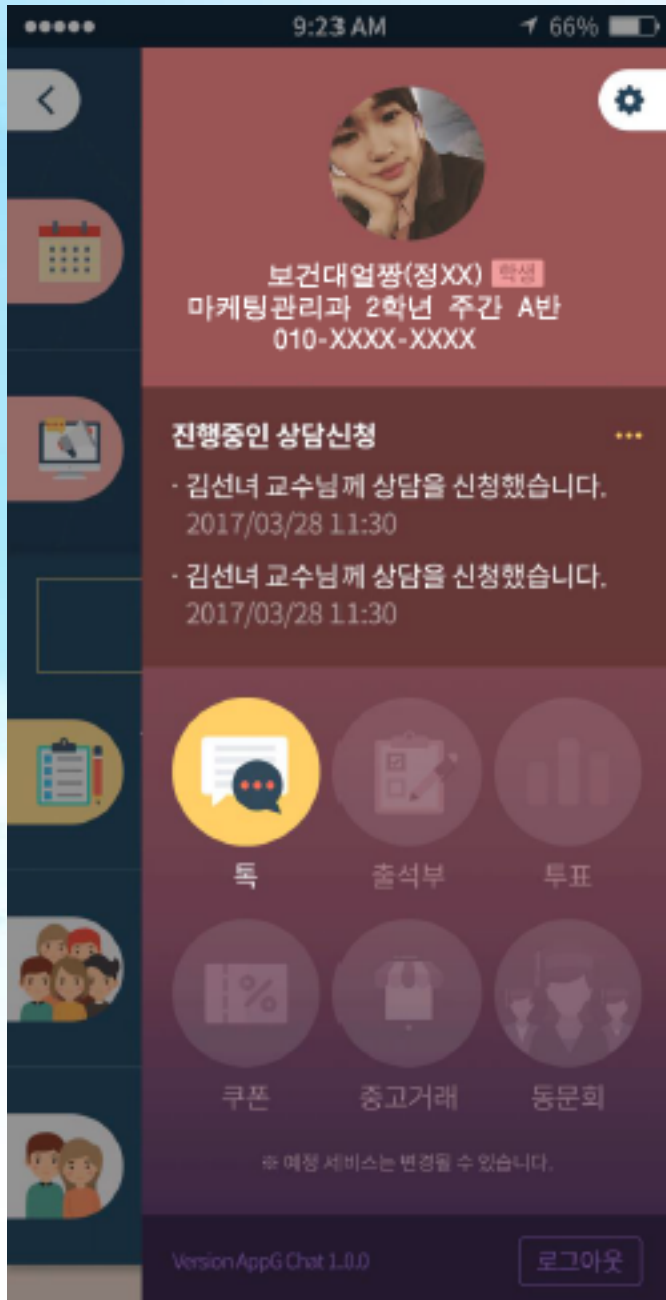 9:23 AM
66%
보건대얼짱(정XX) 학생
마케팅관리과 2학년 주간 A반
010-XXXX-XXXX
진행중인 상담신청
· 김선녀 교수님께 상담을 신청했습니다.
2017/03/28 11:30
· 김선녀 교수님께 상담을 신청했습니다.
2017/03/28 11:30
톡
출석부
투표
쿠폰
중고거래
동문회
※ 예정 서비스는 변경될 수 있습니다.
Version AppG Chat 1.0.0
로그아웃